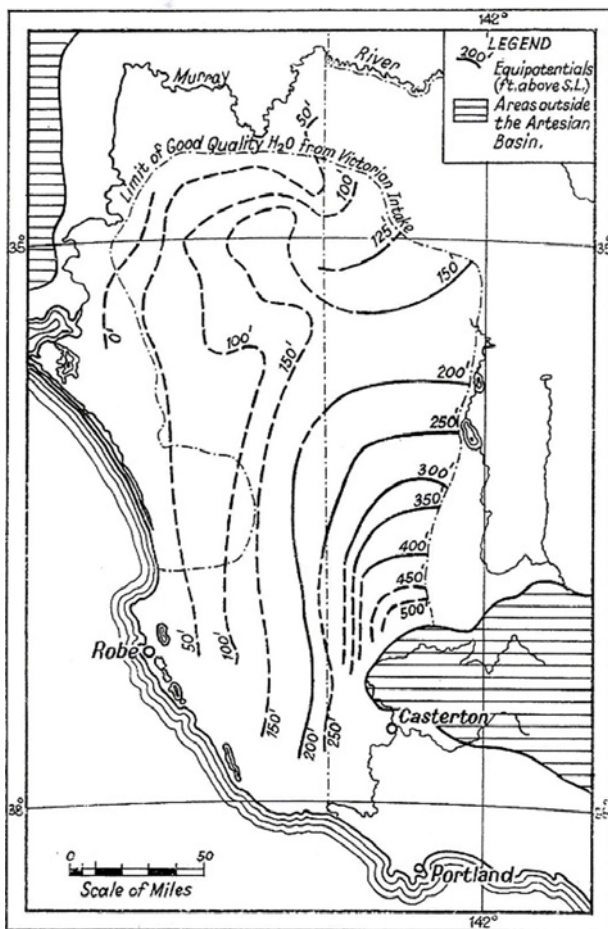 142°
LEGEND
200'
Equipotentials
(ft. above S.L.)
Areas outside
the Artesian
Basin.
Murray
River
50'
Limit of Good Quality H₂O from Victorian Intake
100'
35°
125'
150'
0'
100'
150'
200'
250'
300'
350'
400'
450'
500'
Robe
50'
100'
150'
200'
250'
Casterton
38°
0
50
Scale of Miles
Portland
142°